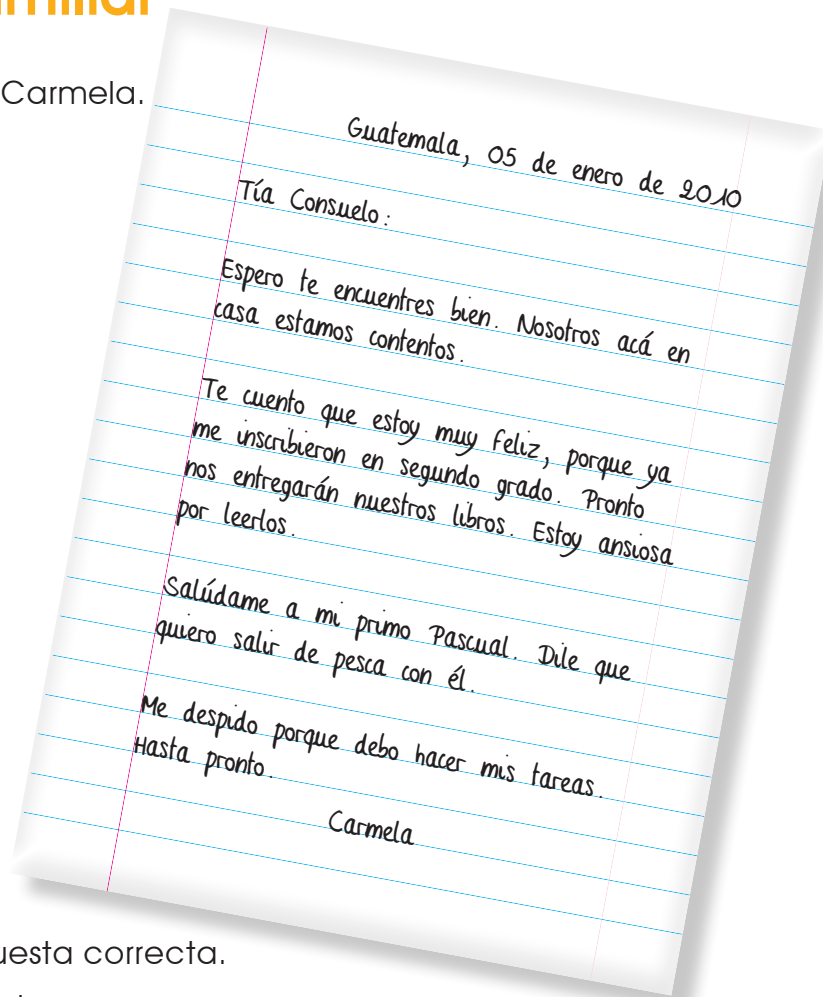 Carmela.
Guatemala, 05 de enero de 2010
Tía Consuelo:
Espero te encuentres bien. Nosotros acá en
casa estamos contentos.
Te cuento que estoy muy feliz, porque ya
me inscribieron en segundo grado. Pronto
nos entregarán nuestros libros. Estoy ansiosa
por leerlos.
Salúdame a mi primo Pascual. Dile que
quiero salir de pesca con él.
Me despido porque debo hacer mis tareas.
Hasta pronto.
Carmela
uesta correcta.